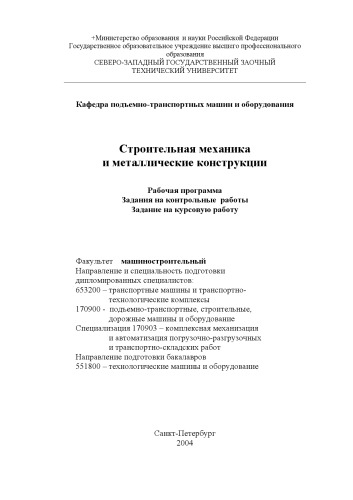 +Министерство образования  и науки Российской Федерации
Государственное образовательное учреждение высшего профессионального
образования
СЕВЕРО-ЗАПАДНЫЙ ГОСУДАРСТВЕННЫЙ ЗАОЧНЫЙ
ТЕХНИЧЕСКИЙ УНИВЕРСИТЕТ
Кафедра подъемно-транспортных машин и оборудования
Строительная механика
и металлические конструкции
Рабочая программа
Задания на контрольные  работы
Задание на курсовую работу
Факультет   машиностроительный
Направление и специальность подготовки
дипломированных специалистов:
653200 – транспортные машины и транспортно-
технологические комплексы
170900 -  подъемно-транспортные, строительные,
дорожные машины и оборудование
Специализация 170903 – комплексная механизация
и автоматизация погрузочно-разгрузочных
и транспортно-складских работ
Направление подготовки бакалавров
551800 – технологические машины и оборудование
Санкт-Петербург
2004